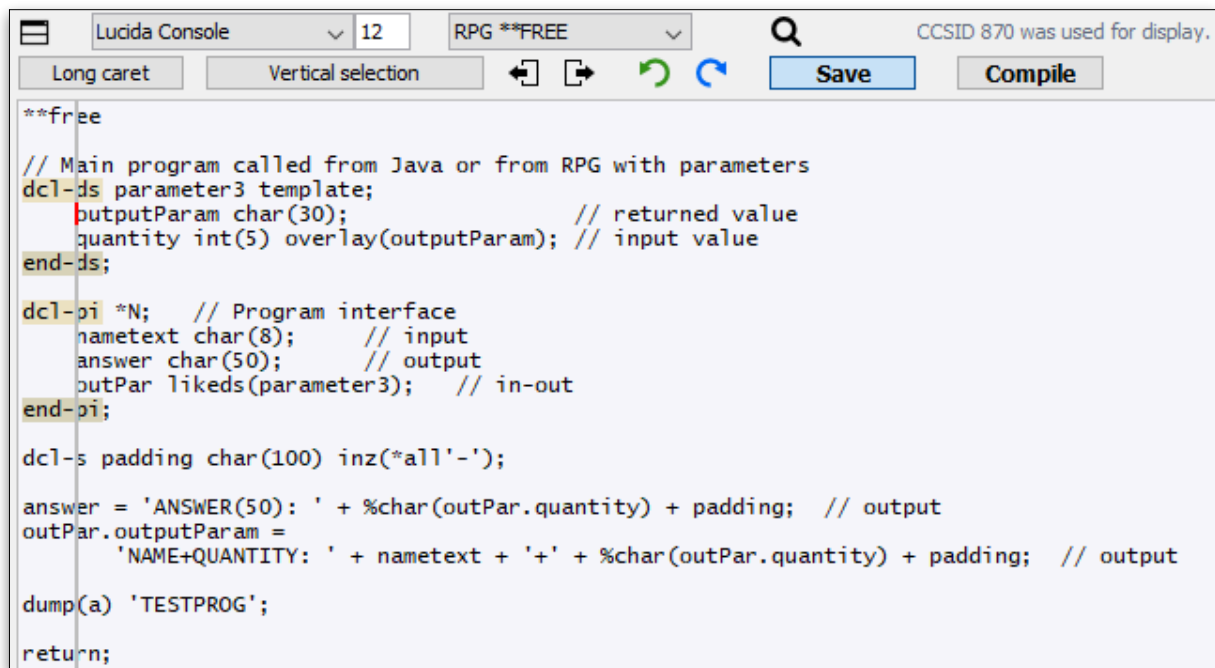 Lucida Console 12 RPG **FREE CCSID 870 was used for display.
Long caret Vertical selection Save Compile
**free
// Main program called from Java or from RPG with parameters
dcl-ds parameter3 template;
    outputParam char(30);                    // returned value
    quantity int(5) overlay(outputParam); // input value
end-ds;
dcl-pi *N;   // Program interface
    nametext char(8);      // input
    answer char(50);       // output
    outPar likeds(parameter3);   // in-out
end-pi;
dcl-s padding char(100) inz(*all'-');
answer = 'ANSWER(50): ' + %char(outPar.quantity) + padding;  // output
outPar.outputParam =
       'NAME+QUANTITY: ' + nametext + '+' + %char(outPar.quantity) + padding;  // output
dump(a) 'TESTPROG';
return;